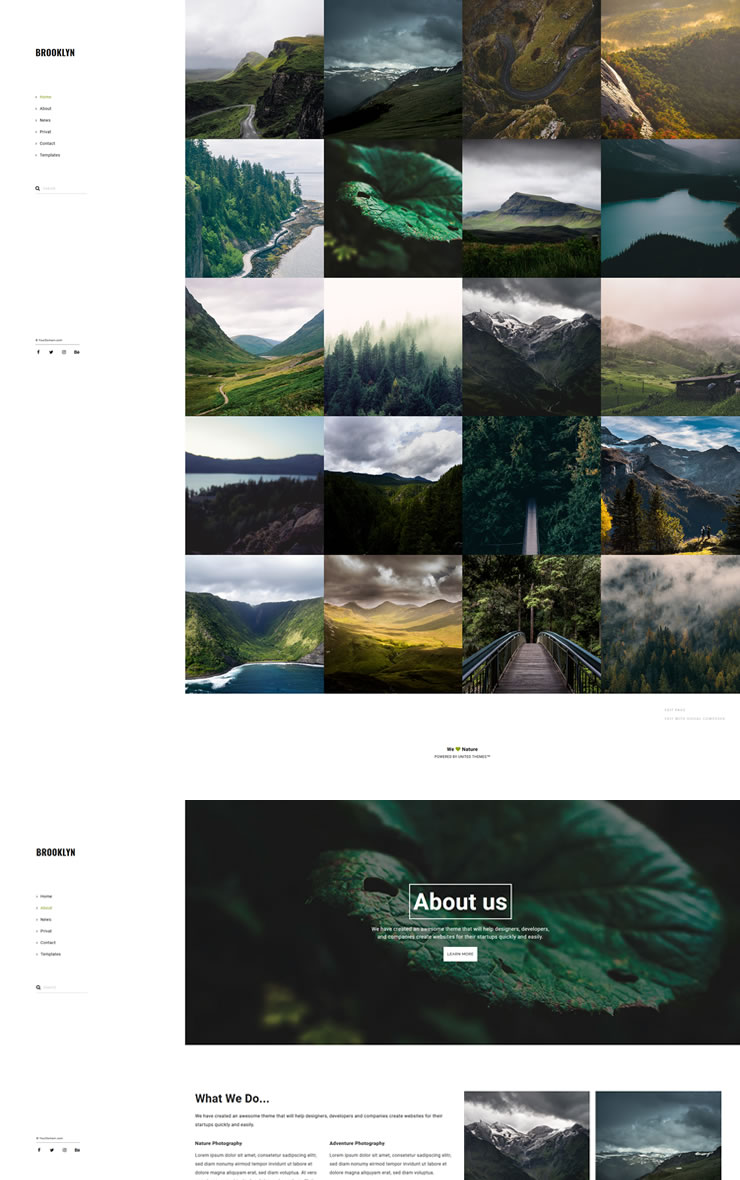 BROOKLYN
Home
About
News
Privat
Contact
Templates
Search
© YourDomain.com
EDIT PAGE
EDIT WITH VISUAL COMPOSER
We Nature
POWERED BY UNITED THEMES™
BROOKLYN
Home
About
News
Privat
Contact
Templates
Search
© YourDomain.com
About us
We have created an awesome theme that will help designers, developers,
and companies create websites for their startups quickly and easily.
LEARN MORE
What We Do...
We have created an awesome theme that will help designers, developers and companies create websites for their
startups quickly and easily.
Nature Photography
Lorem ipsum dolor sit amet, consetetur sadipscing elitr,
sed diam nonumy eirmod tempor invidunt ut labore et
dolore magna aliquyam erat, sed diam voluptua. At vero
Adventure Photography
Lorem ipsum dolor sit amet, consetetur sadipscing elitr,
sed diam nonumy eirmod tempor invidunt ut labore et
dolore magna aliquyam erat, sed diam voluptua.